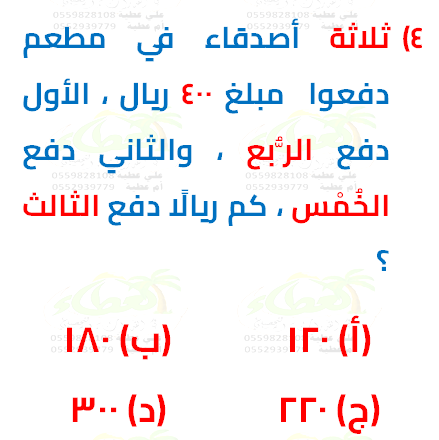 ٤) ثلاثة أصدقاء في مطعم
دفعوا مبلغ ٤٠٠ ريال ، الأول
دفع الرُّبع ، والثاني دفع
الخُمْس ، كم ريالًا دفع الثالث
؟
(أ) ١٢٠ (ب) ١٨٠
(ج) ٢٢٠ (د) ٣٠٠